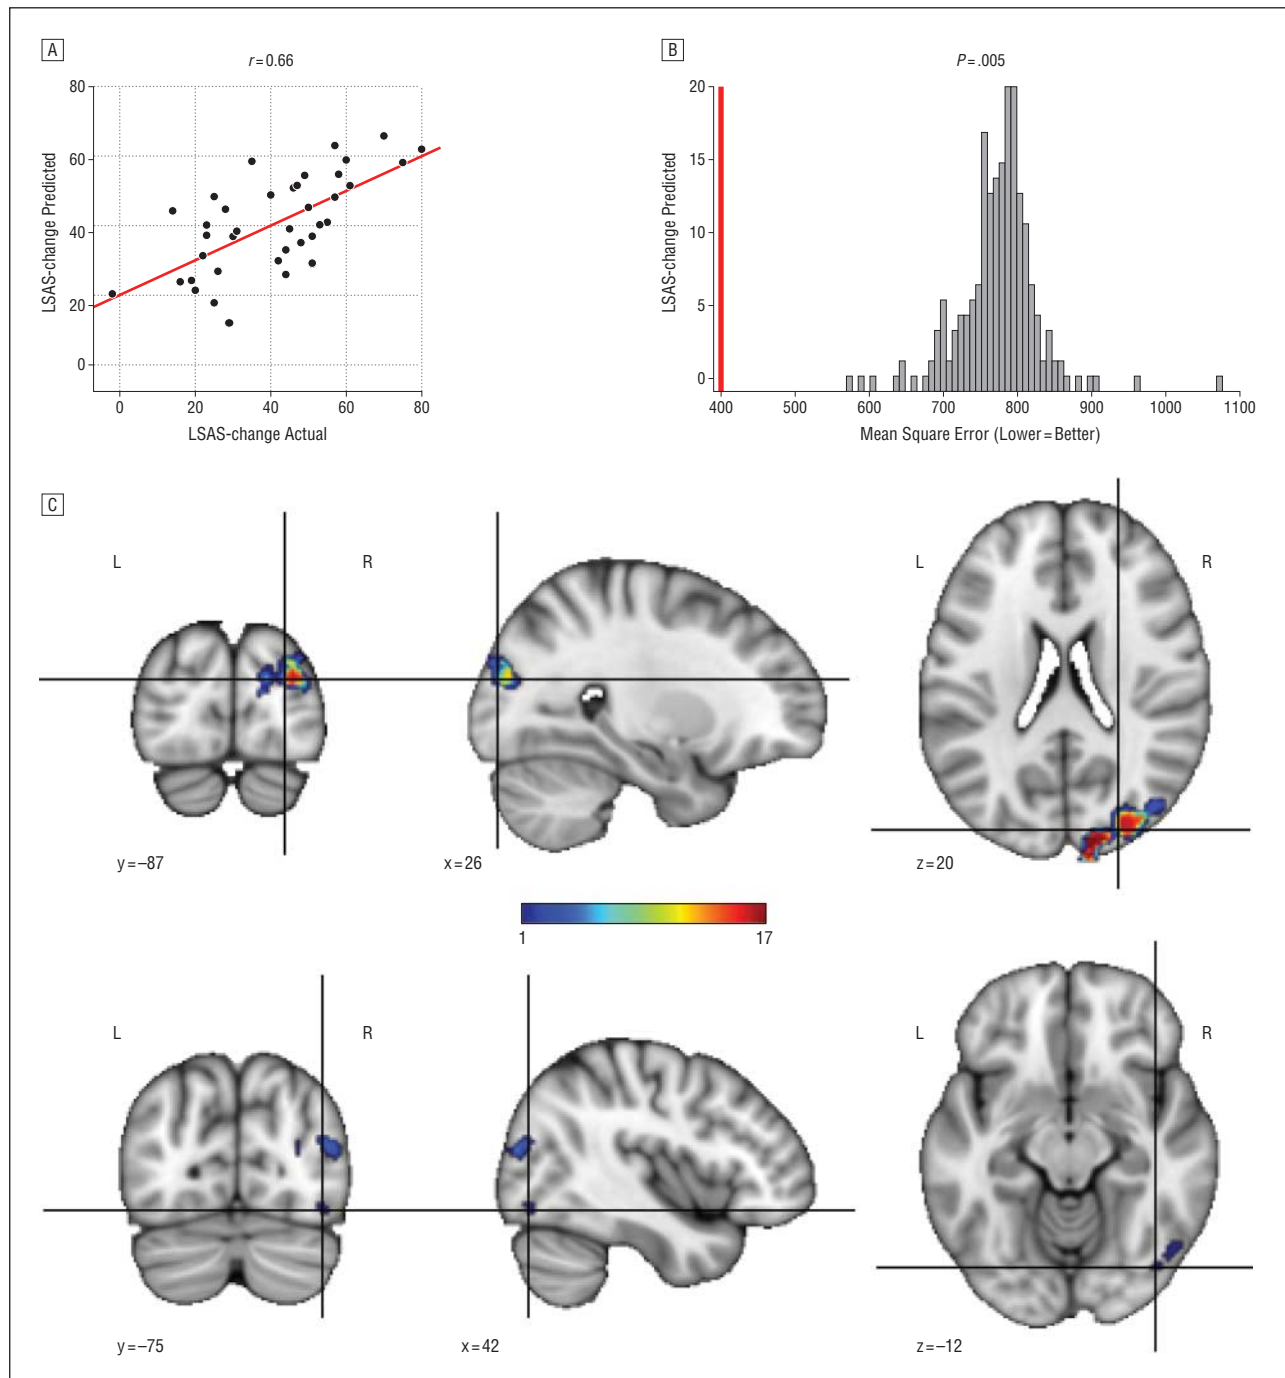 A
r=0.66
80
60
40
20
0
LSAS-change Predicted
0 20 40 60 80
LSAS-change Actual
B
P=.005
20
15
10
5
0
LSAS-change Predicted
400 500 600 700 800 900 1000 1100
Mean Square Error (Lower=Better)
C
L R L R
y=–87 x=26 z=20
1 17
L R L R
y=–75 x=42 z=–12